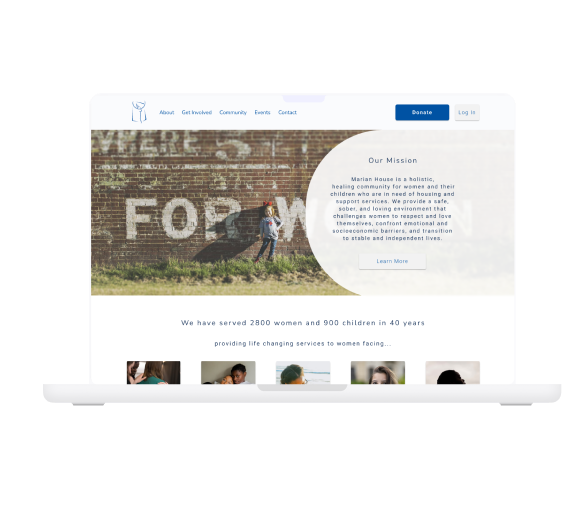 About Get Involved Community Events Contact Donate Log In
WHERE 5
FOR W
Our Mission
Marian House is a holistic,
healing community for women and their
children who are in need of housing and
support services. We provide a safe,
sober, and loving environment that
challenges women to respect and love
themselves, confront emotional and
socioeconomic barriers, and transition
to stable and independent lives.
Learn More
We have served 2800 women and 900 children in 40 years
providing life changing services to women facing...